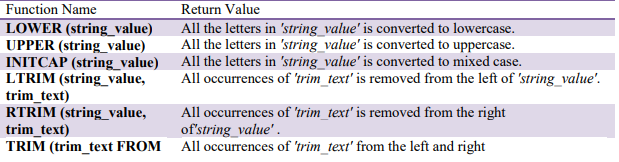 Function Name Return Value
LOWER (string_value) All the letters in 'string_value' is converted to lowercase.
UPPER (string_value) All the letters in 'string_value' is converted to uppercase.
INITCAP (string_value) All the letters in 'string_value' is converted to mixed case.
LTRIM (string_value, All occurrences of 'trim_text' is removed from the left of 'string_value'.
trim_text)
RTRIM (string_value, All occurrences of 'trim_text' is removed from the right
trim_text) of'string_value' .
TRIM (trim_text FROM All occurrences of 'trim_text' from the left and right